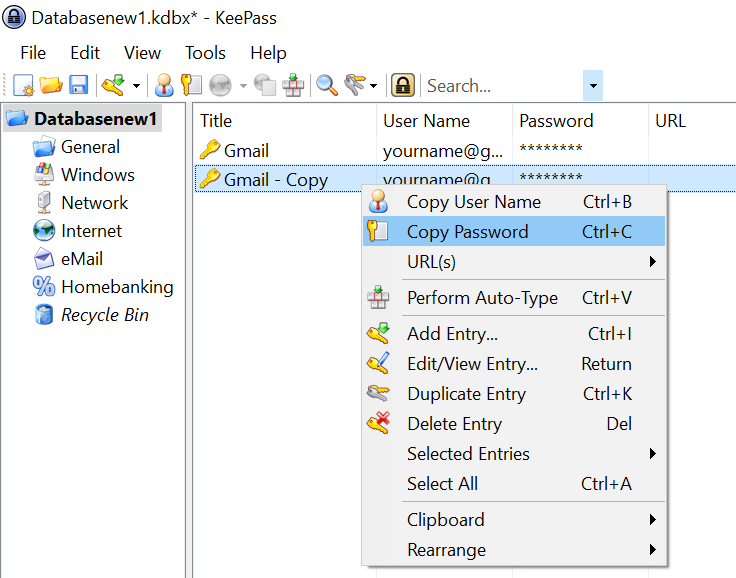 Databasenew1.kdbx* - KeePass
File Edit View Tools Help
Search...
Databasenew1
General
Windows
Network
Internet
eMail
Homebanking
Recycle Bin
Title User Name Password URL
Gmail yourname@g... ********
Gmail - Copy yourname@g... ********
Copy User Name Ctrl+B
Copy Password Ctrl+C
URL(s)
Perform Auto-Type Ctrl+V
Add Entry... Ctrl+I
Edit/View Entry... Return
Duplicate Entry Ctrl+K
Delete Entry Del
Selected Entries
Select All Ctrl+A
Clipboard
Rearrange